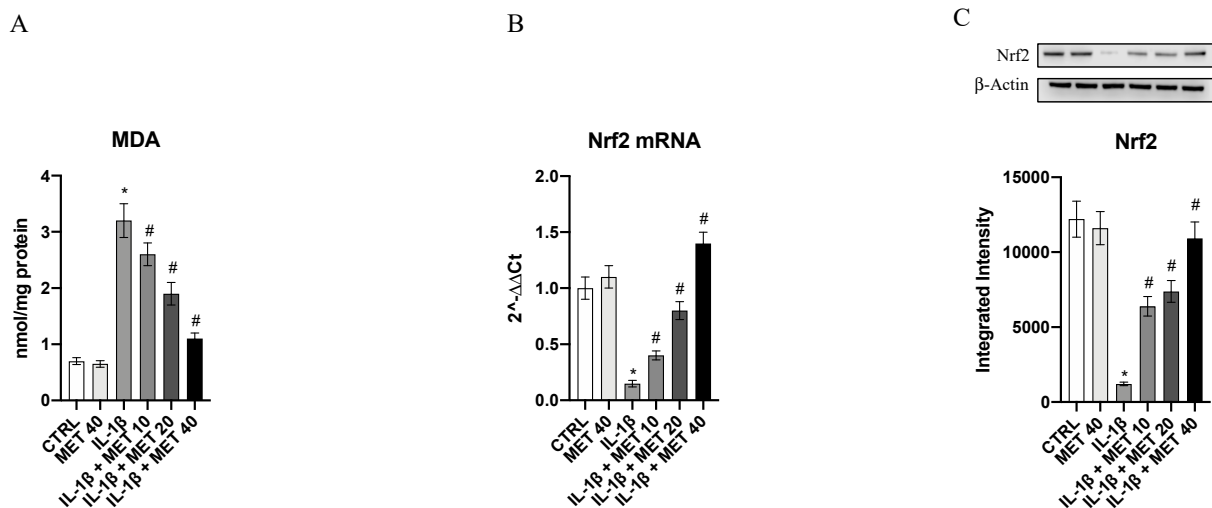 A
B
C
Nrf2
β-Actin
MDA
nmol/mg protein
4
3
2
1
0
*
#
#
#
CTRL
MET 40
IL-1β
IL-1β + MET 10
IL-1β + MET 20
IL-1β + MET 40
Nrf2 mRNA
2^-ΔΔCt
2.0
1.5
1.0
0.5
0.0
*
#
#
#
CTRL
MET 40
IL-1β
IL-1β + MET 10
IL-1β + MET 20
IL-1β + MET 40
Nrf2
Integrated Intensity
15000
10000
5000
0
*
#
#
#
CTRL
MET 40
IL-1β
IL-1β + MET 10
IL-1β + MET 20
IL-1β + MET 40